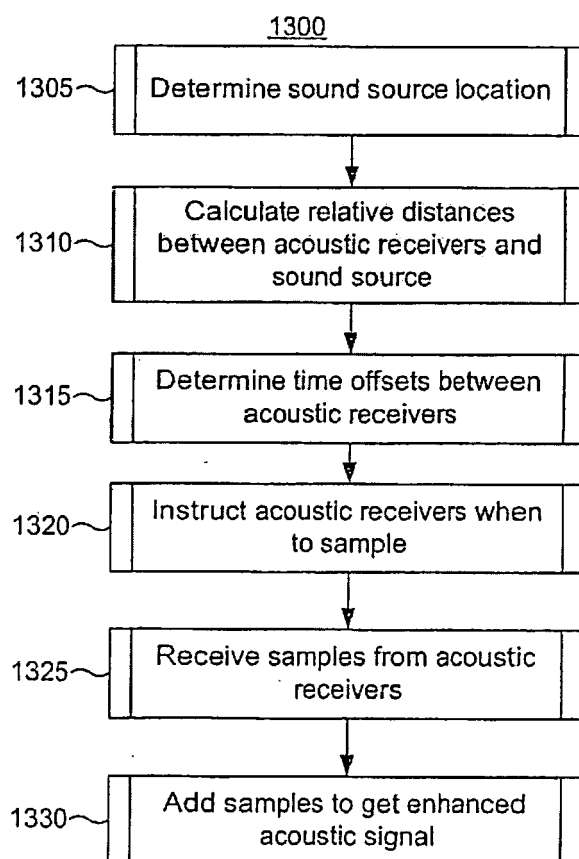 1300
1305
Determine sound source location
1310
Calculate relative distances
between acoustic receivers and
sound source
1315
Determine time offsets between
acoustic receivers
1320
Instruct acoustic receivers when
to sample
1325
Receive samples from acoustic
receivers
1330
Add samples to get enhanced
acoustic signal